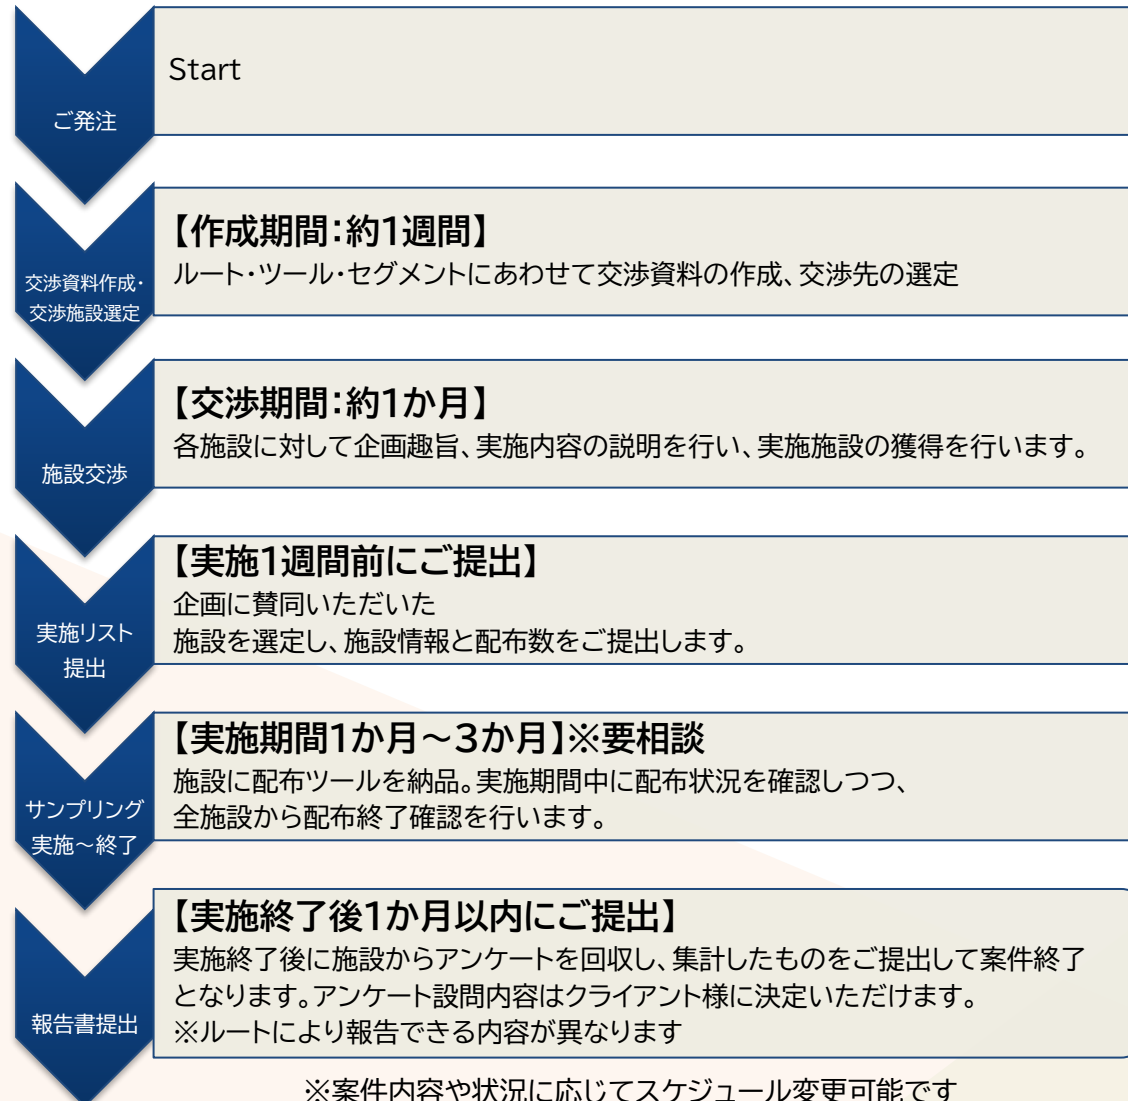 ご発注
Start
交渉資料作成・
交渉施設選定
【作成期間：約1週間】
ルート・ツール・セグメントにあわせて交渉資料の作成、交渉先の選定
施設交渉
【交渉期間：約1か月】
各施設に対して企画趣旨、実施内容の説明を行い、実施施設の獲得を行います。
実施リスト
提出
【実施1週間前にご提出】
企画に賛同いただいた
施設を選定し、施設情報と配布数をご提出します。
サンプリング
実施～終了
【実施期間1か月～3か月】※要相談
施設に配布ツールを納品。実施期間中に配布状況を確認しつつ、
全施設から配布終了確認を行います。
報告書提出
【実施終了後1か月以内にご提出】
実施終了後に施設からアンケートを回収し、集計したものをご提出して案件終了
となります。アンケート設問内容はクライアント様に決定いただけます。
※ルートにより報告できる内容が異なります
※案件内容や状況に応じてスケジュール変更可能です